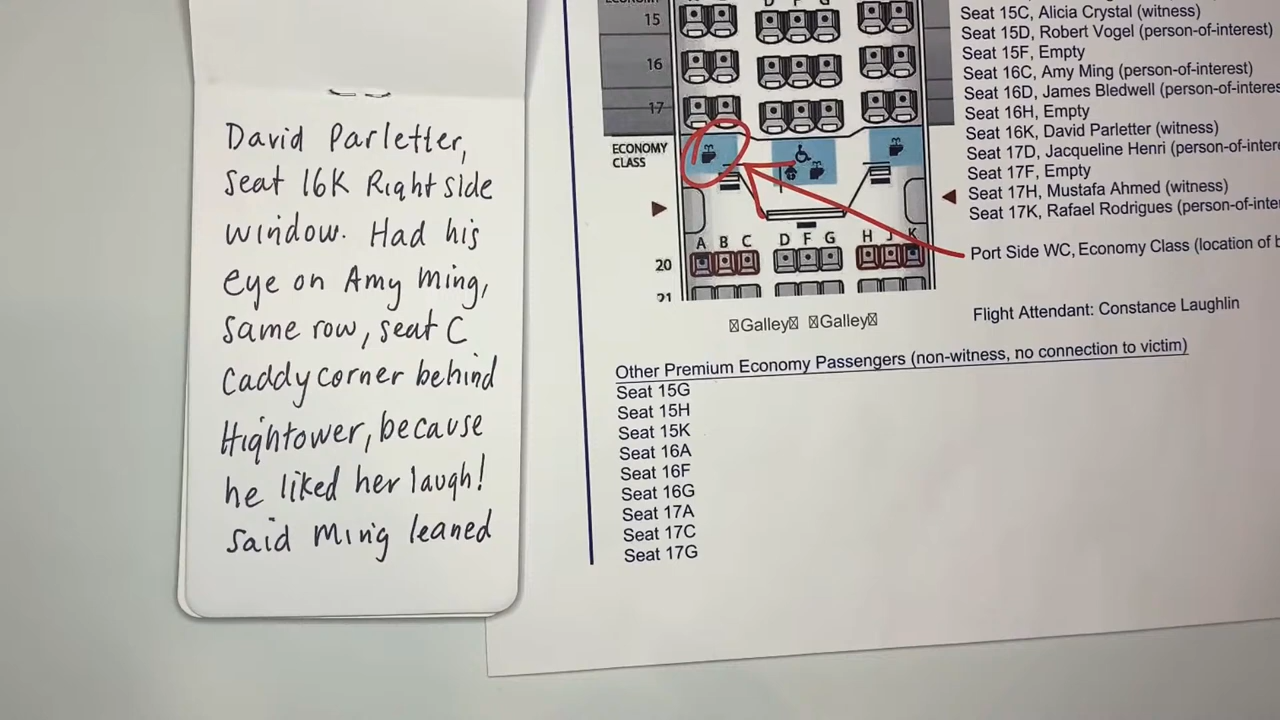 David Parletter,
Seat 16K Right side
window. Had his
eye on Amy Ming,
same row, seat C
Caddycorner behind
Hightower, because
he liked her laugh!
Said Ming leaned
15
16
17
ECONOMY
CLASS
A B C D F G H J K
20
21
Galley Galley
Seat 15C, Alicia Crystal (witness)
Seat 15D, Robert Vogel (person-of-interest)
Seat 15F, Empty
Seat 16C, Amy Ming (person-of-interest)
Seat 16D, James Bledwell (person-of-interes
Seat 16H, Empty
Seat 16K, David Parletter (witness)
Seat 17D, Jacqueline Henri (person-of-intere
Seat 17F, Empty
Seat 17H, Mustafa Ahmed (witness)
Seat 17K, Rafael Rodrigues (person-of-inte
Port Side WC, Economy Class (location of b
Flight Attendant: Constance Laughlin
Other Premium Economy Passengers (non-witness, no connection to victim)
Seat 15G
Seat 15H
Seat 15K
Seat 16A
Seat 16F
Seat 16G
Seat 17A
Seat 17C
Seat 17G